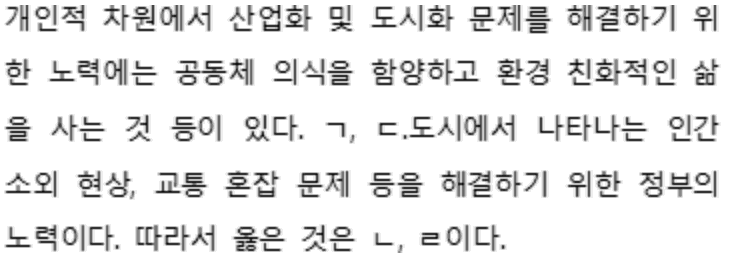 개인적 차원에서 산업화 및 도시화 문제를 해결하기 위
한 노력에는 공동체 의식을 함양하고 환경 친화적인 삶
을 사는 것 등이 있다. ㄱ, ㄷ.도시에서 나타나는 인간
소외 현상, 교통 혼잡 문제 등을 해결하기 위한 정부의
노력이다. 따라서 옳은 것은 ㄴ, ㄹ이다.